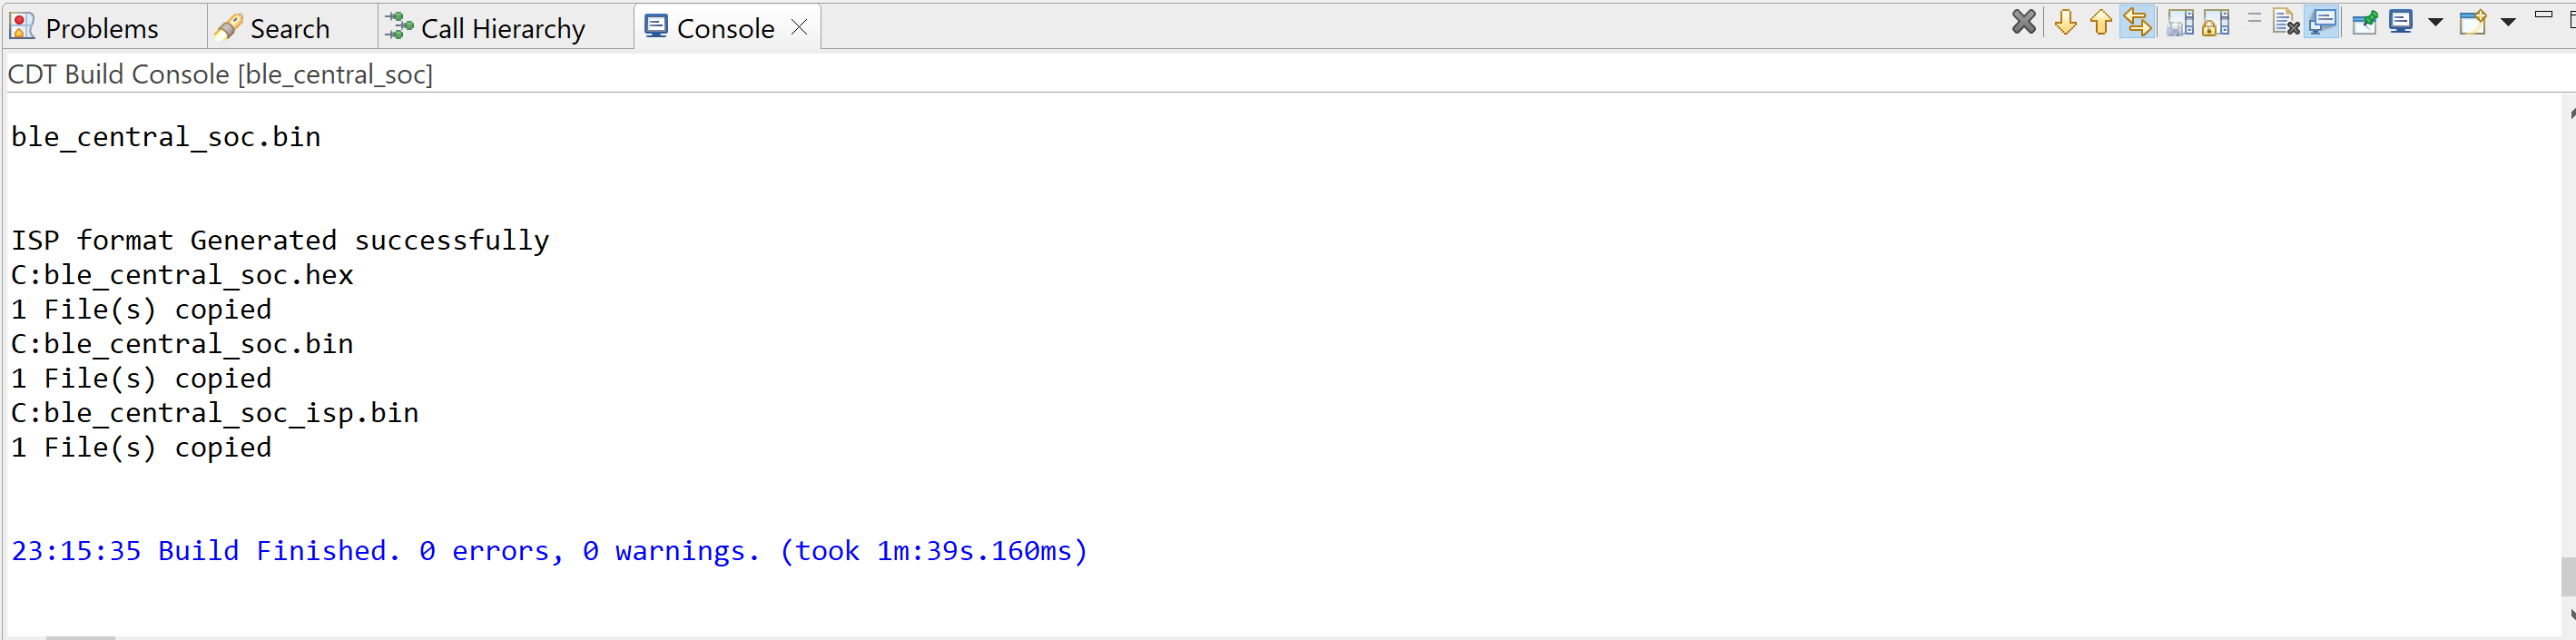 Problems Search Call Hierarchy Console
CDT Build Console [ble_central_soc]
ble_central_soc.bin
ISP format Generated successfully
C:ble_central_soc.hex
1 File(s) copied
C:ble_central_soc.bin
1 File(s) copied
C:ble_central_soc_isp.bin
1 File(s) copied
23:15:35 Build Finished. 0 errors, 0 warnings. (took 1m:39s.160ms)